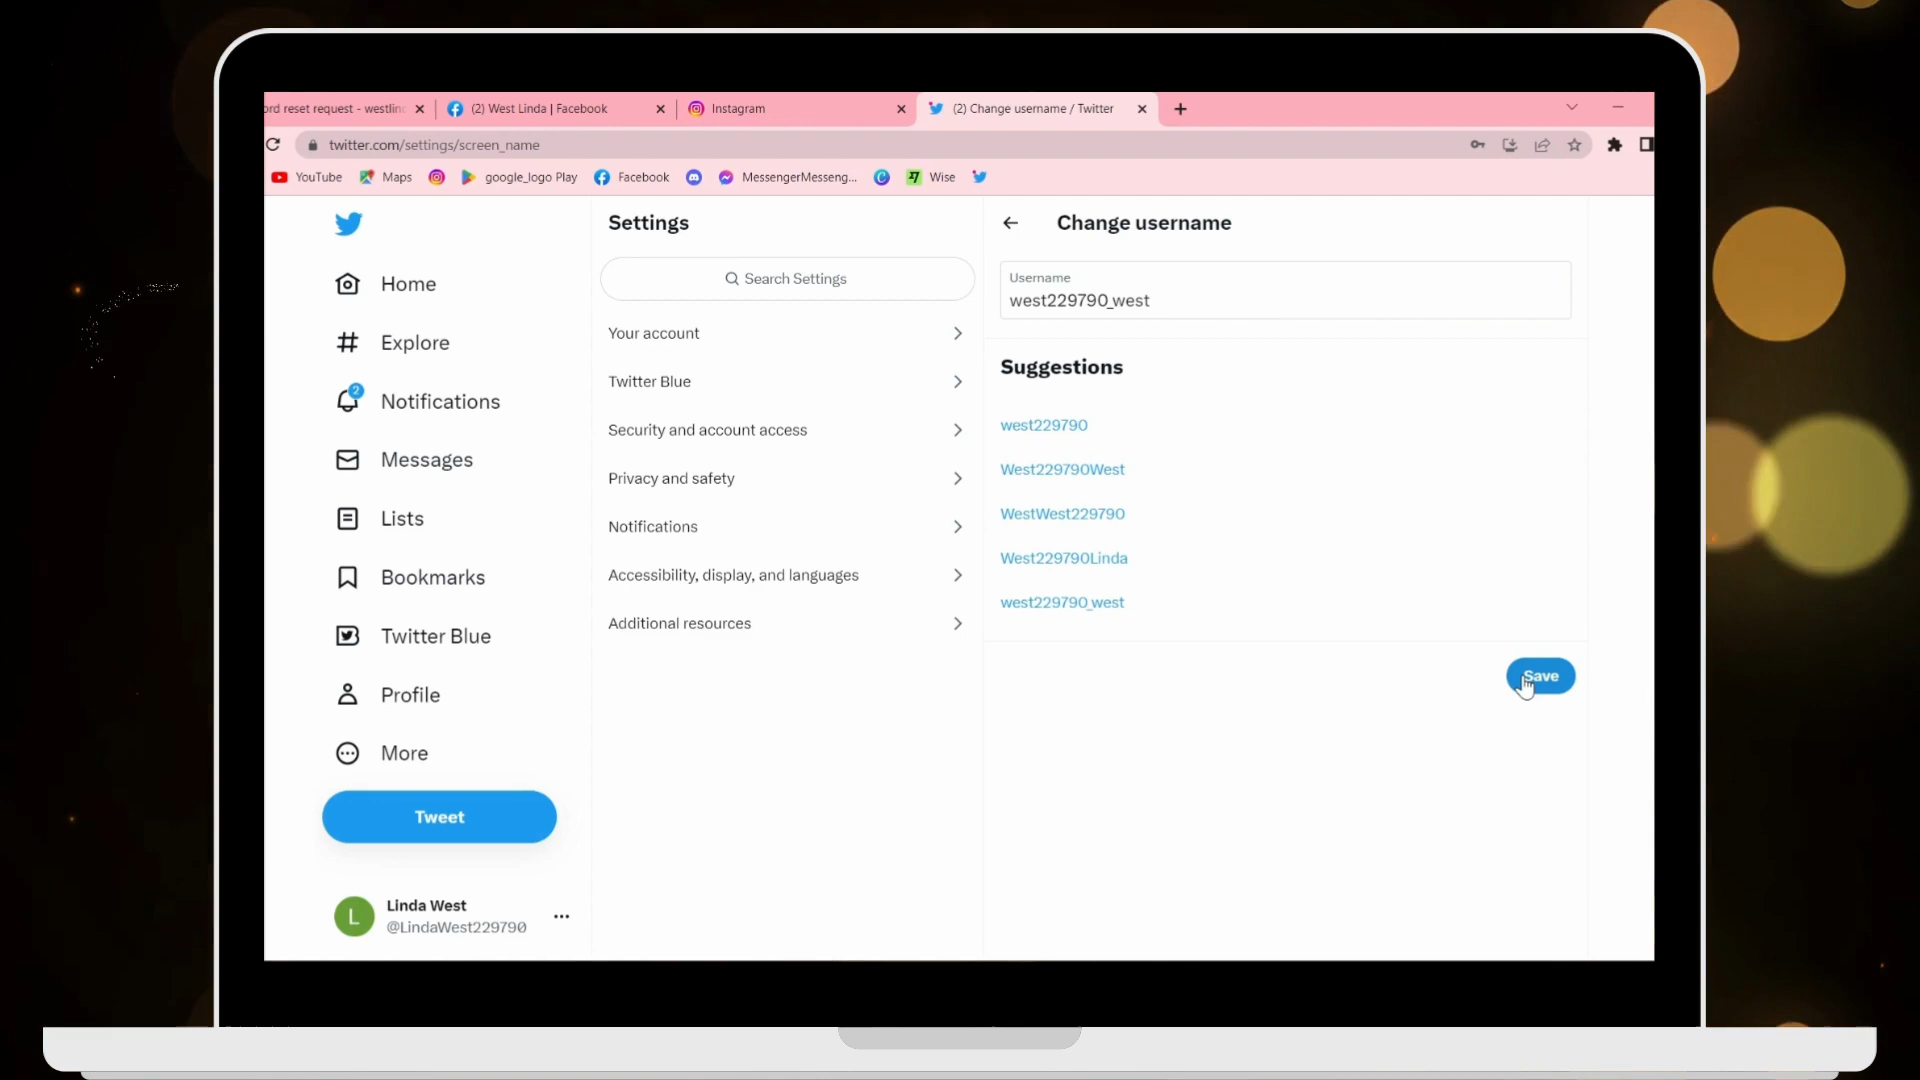 ord reset request - westlin
(2) West Linda | Facebook
Instagram
(2) Change username / Twitter
twitter.com/settings/screen_name
YouTube
Maps
google_logo Play
Facebook
MessengerMesseng...
Wise
Home
Explore
2
Notifications
Messages
Lists
Bookmarks
Twitter Blue
Profile
More
Tweet
L
Linda West
@LindaWest229790
Settings
Search Settings
Your account
Twitter Blue
Security and account access
Privacy and safety
Notifications
Accessibility, display, and languages
Additional resources
Change username
Username
west229790_west
Suggestions
west229790
West229790West
WestWest229790
West229790Linda
west229790_west
Save